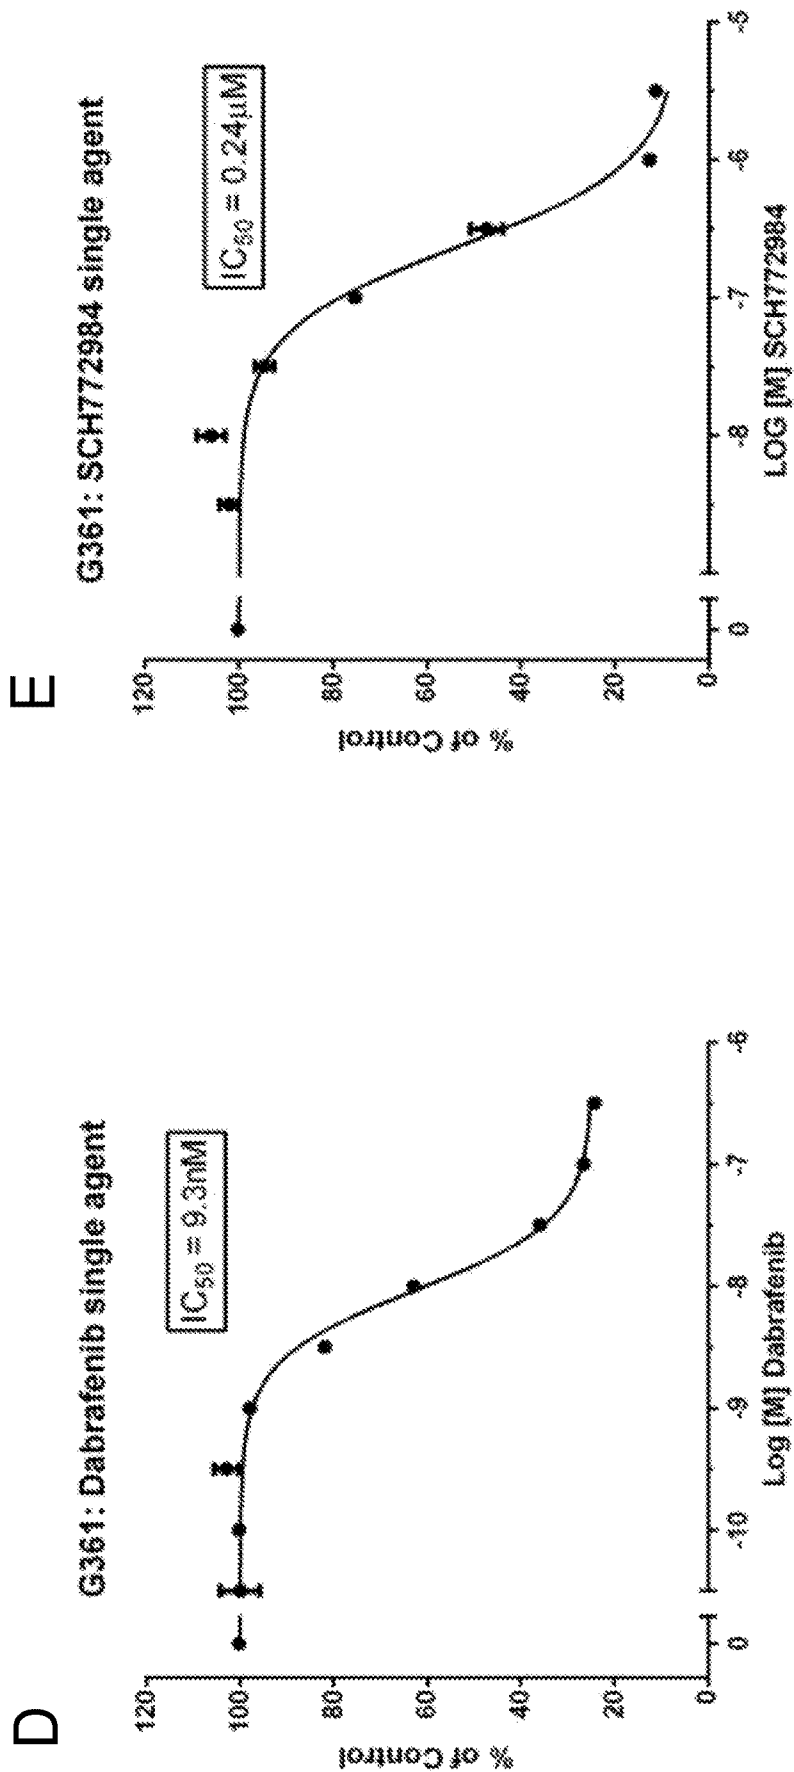 D
G361: Dabrafenib single agent
IC50 = 9.3nM
% of Control
120
100
80
60
40
20
0
0
-10
-9
-8
-7
-6
Log [M] Dabrafenib
E
G361: SCH772984 single agent
IC50 = 0.24µM
% of Control
120
100
80
60
40
20
0
0
-8
-7
-6
-5
LOG [M] SCH772984